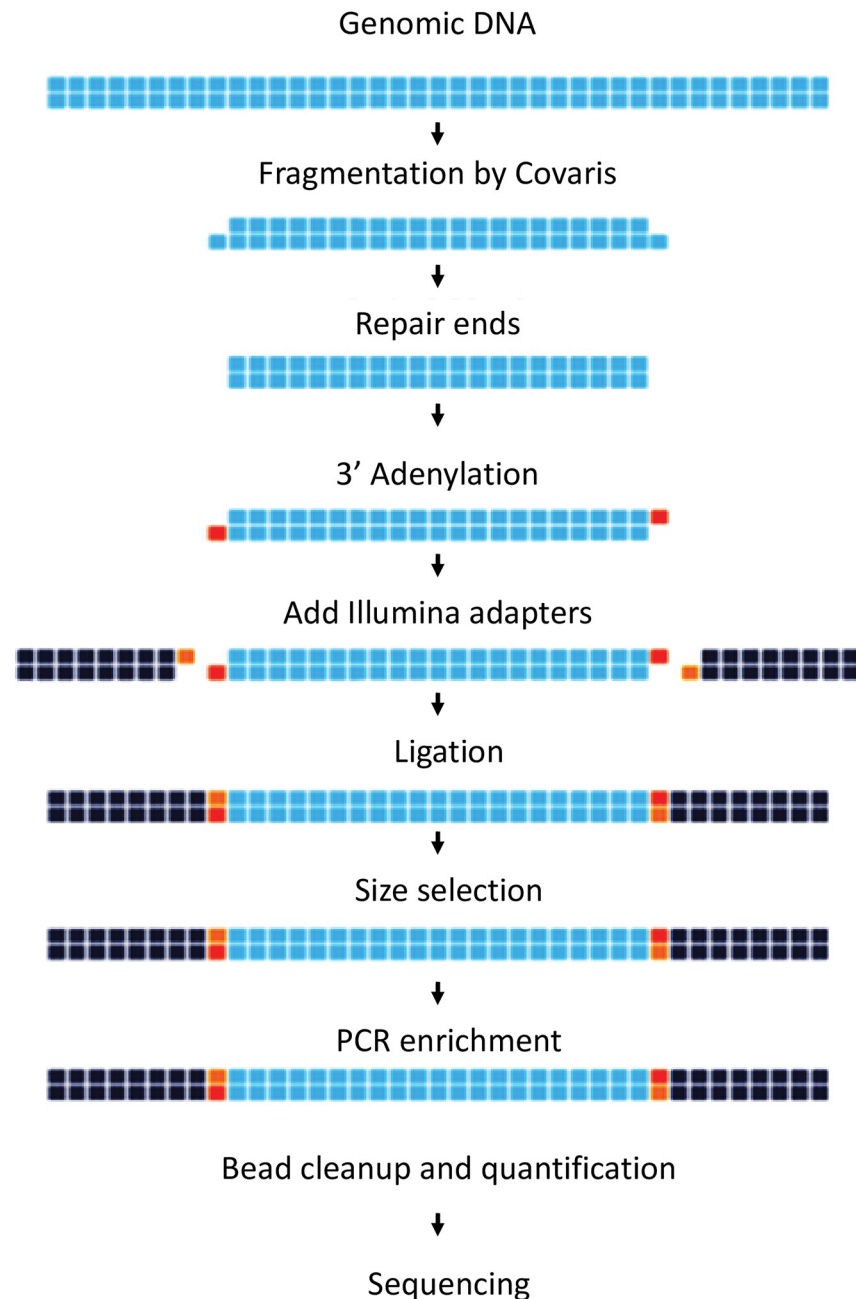 Genomic DNA
Fragmentation by Covaris
Repair ends
3’ Adenylation
Add Illumina adapters
Ligation
Size selection
PCR enrichment
Bead cleanup and quantification
Sequencing